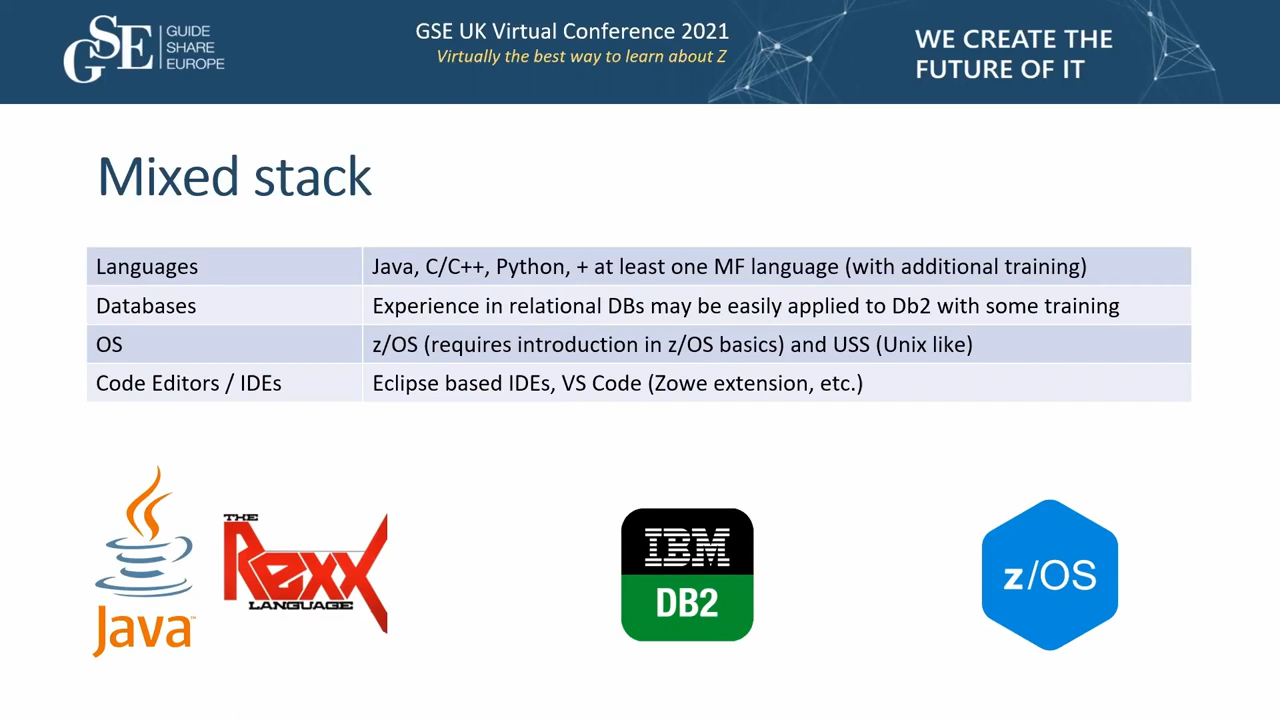 GSE
GUIDE
SHARE
EUROPE
GSE UK Virtual Conference 2021
Virtually the best way to learn about Z
WE CREATE THE
FUTURE OF IT
Mixed stack
Languages Java, C/C++, Python, + at least one MF language (with additional training)
Databases Experience in relational DBs may be easily applied to Db2 with some training
OS z/OS (requires introduction in z/OS basics) and USS (Unix like)
Code Editors / IDEs Eclipse based IDEs, VS Code (Zowe extension, etc.)
Java™
THE
Rexx
LANGUAGE
IBM
DB2
z/OS